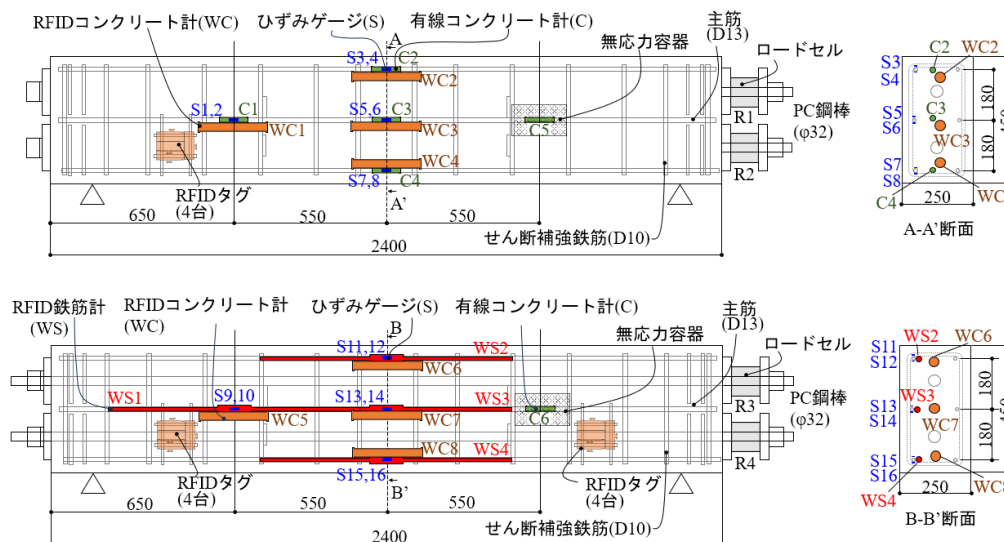 RFIDコンクリート計(WC)
ひずみゲージ(S)
有線コンクリート計(C)
無応力容器
主筋
(D13)
ロードセル
A
S3,4
C2
WC2
S1,2
C1
WC1
S5,6
C3
WC3
C5
R1
PC鋼棒
(φ32)
WC4
R2
S7,8
C4
RFIDタグ
(4台)
A'
650
550
550
せん断補強鉄筋(D10)
2400
S3
S4
C2
WC2
S5
S6
C3
WC3
S7
S8
C4
WC
180
180
250
A-A'断面
RFID鉄筋計
(WS)
RFIDコンクリート計
(WC)
ひずみゲージ(S)
有線コンクリート計(C)
無応力容器
主筋
(D13)
ロードセル
B
S11,12
WS2
WC6
WS1
S9,10
WC5
S13,14
WS3
WC7
C6
R3
PC鋼棒
(φ32)
WC8
WS4
R4
S15,16
RFIDタグ
(4台)
B'
RFIDタグ
(4台)
650
550
550
せん断補強鉄筋(D10)
2400
S11
S12
WS2
WC6
S13
S14
WS3
WC7
S15
S16
WS4
WC8
180
180
250
B-B'断面